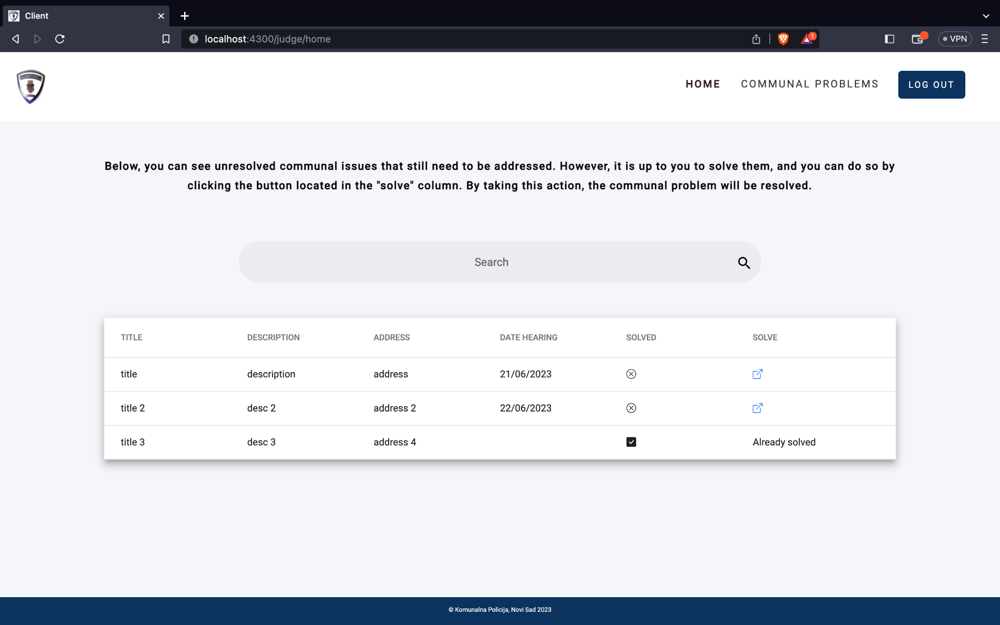 Client
localhost:4300/judge/home
1
VPN
HOME COMMUNAL PROBLEMS LOG OUT
Below, you can see unresolved communal issues that still need to be addressed. However, it is up to you to solve them, and you can do so by
clicking the button located in the "solve" column. By taking this action, the communal problem will be resolved.
Search
TITLE DESCRIPTION ADDRESS DATE HEARING SOLVED SOLVE
title description address 21/06/2023
title 2 desc 2 address 2 22/06/2023
title 3 desc 3 address 4 Already solved
© Komunalna Policija, Novi Sad 2023